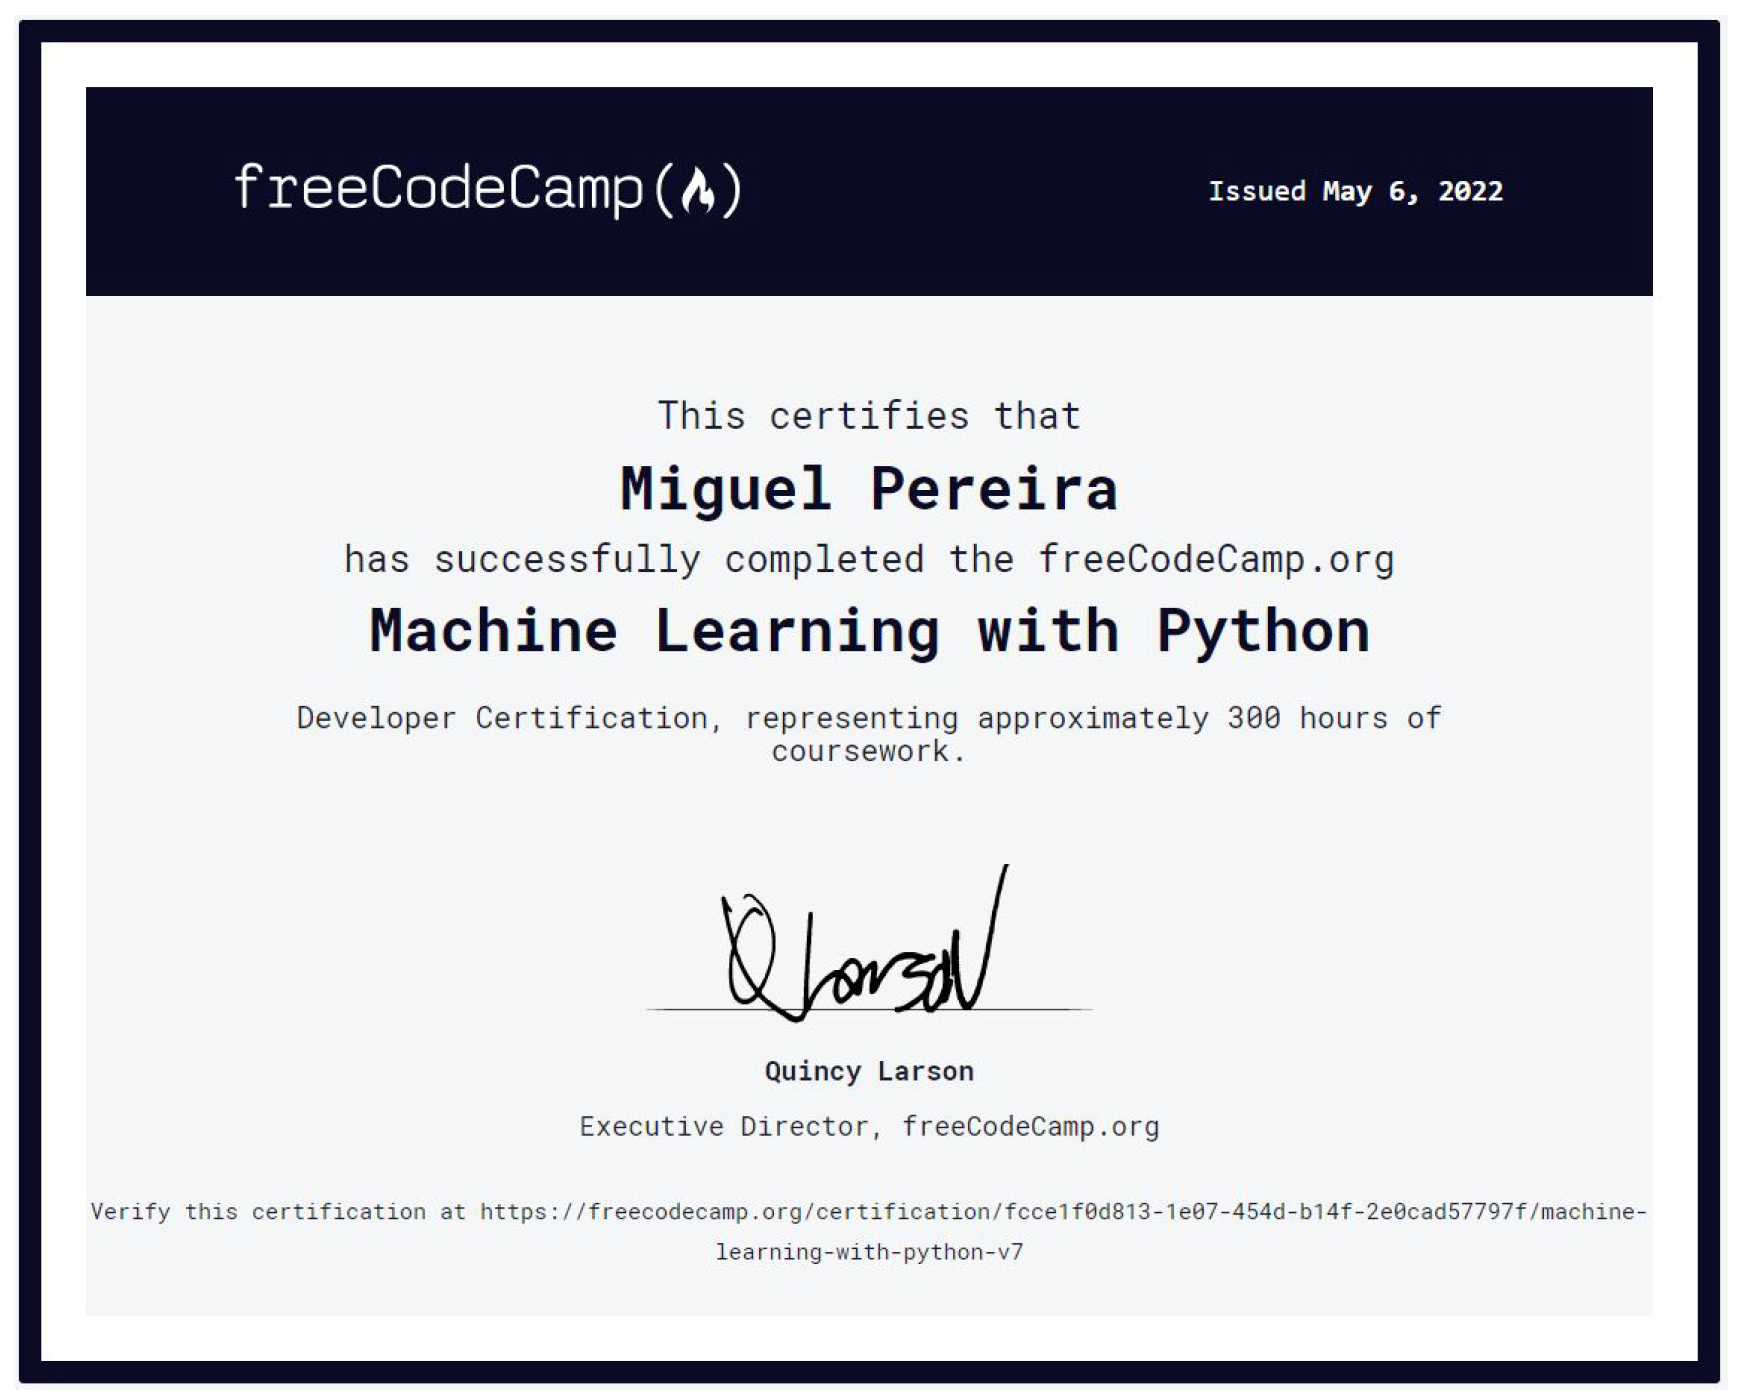 freeCodeCamp(🔥)
Issued May 6, 2022
This certifies that
Miguel Pereira
has successfully completed the freeCodeCamp.org
Machine Learning with Python
Developer Certification, representing approximately 300 hours of
coursework.
Q Larson
Quincy Larson
Executive Director, freeCodeCamp.org
Verify this certification at https://freecodecamp.org/certification/fcce1f0d813-1e07-454d-b14f-2e0cad57797f/machine-
learning-with-python-v7